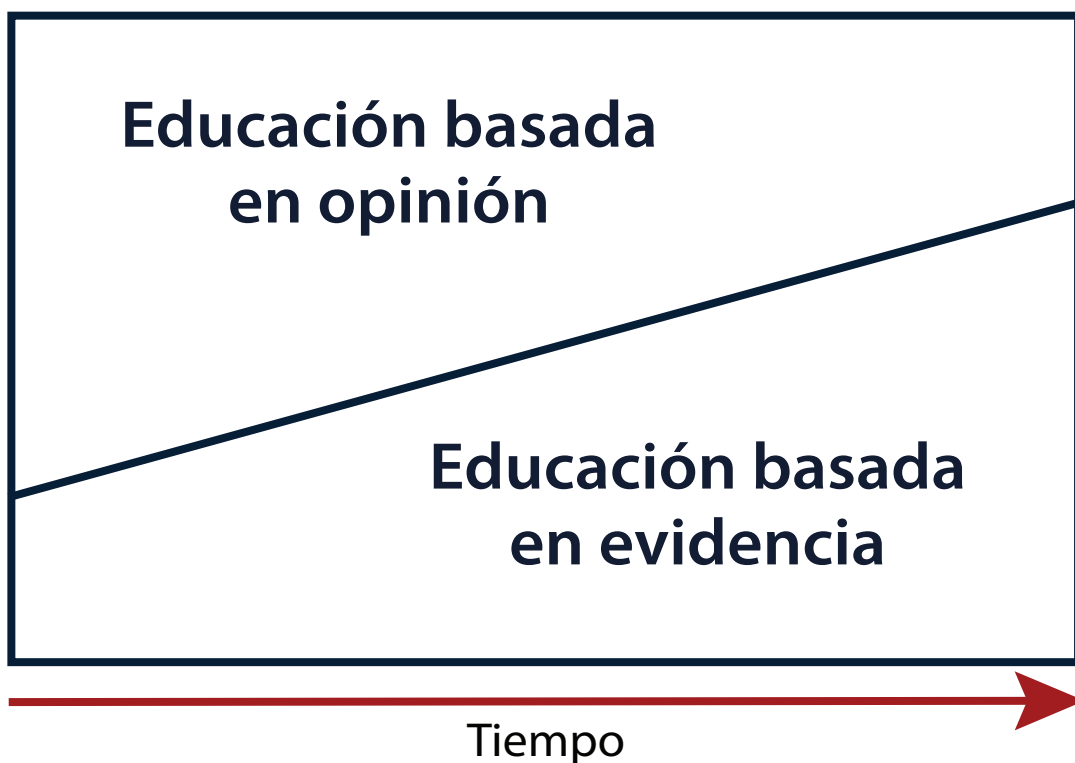 Educación basada
en opinión
Educación basada
en evidencia
Tiempo